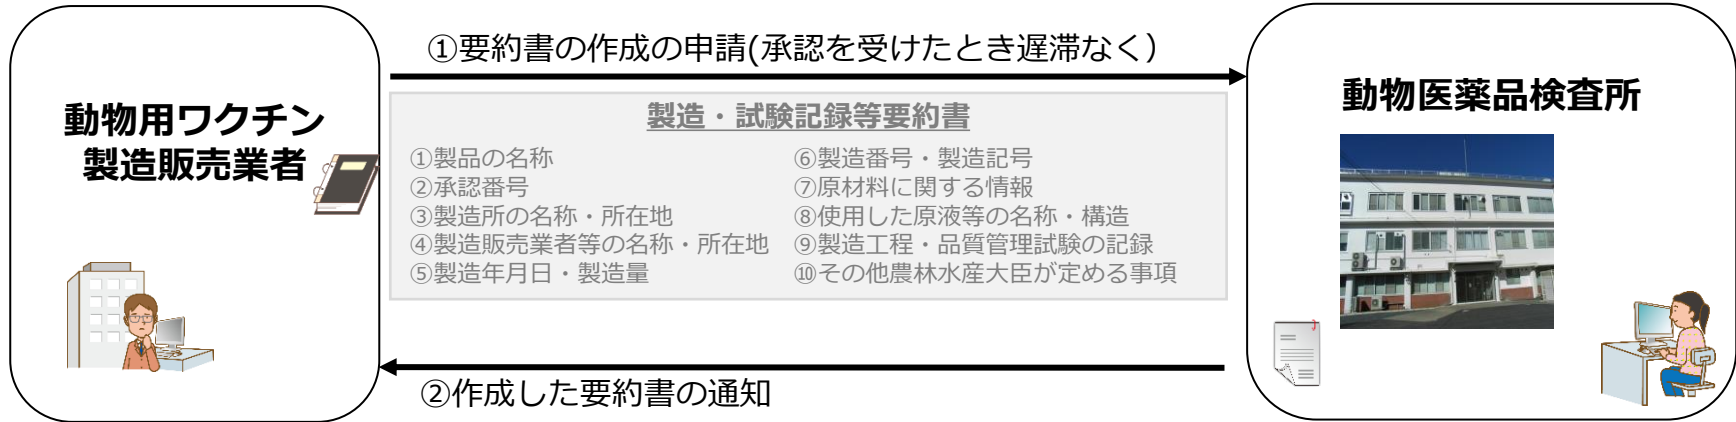 ①要約書の作成の申請(承認を受けたとき遅滞なく）
動物用ワクチン
製造販売業者
製造・試験記録等要約書
①製品の名称
②承認番号
③製造所の名称・所在地
④製造販売業者等の名称・所在地
⑤製造年月日・製造量
⑥製造番号・製造記号
⑦原材料に関する情報
⑧使用した原液等の名称・構造
⑨製造工程・品質管理試験の記録
⑩その他農林水産大臣が定める事項
動物医薬品検査所
②作成した要約書の通知